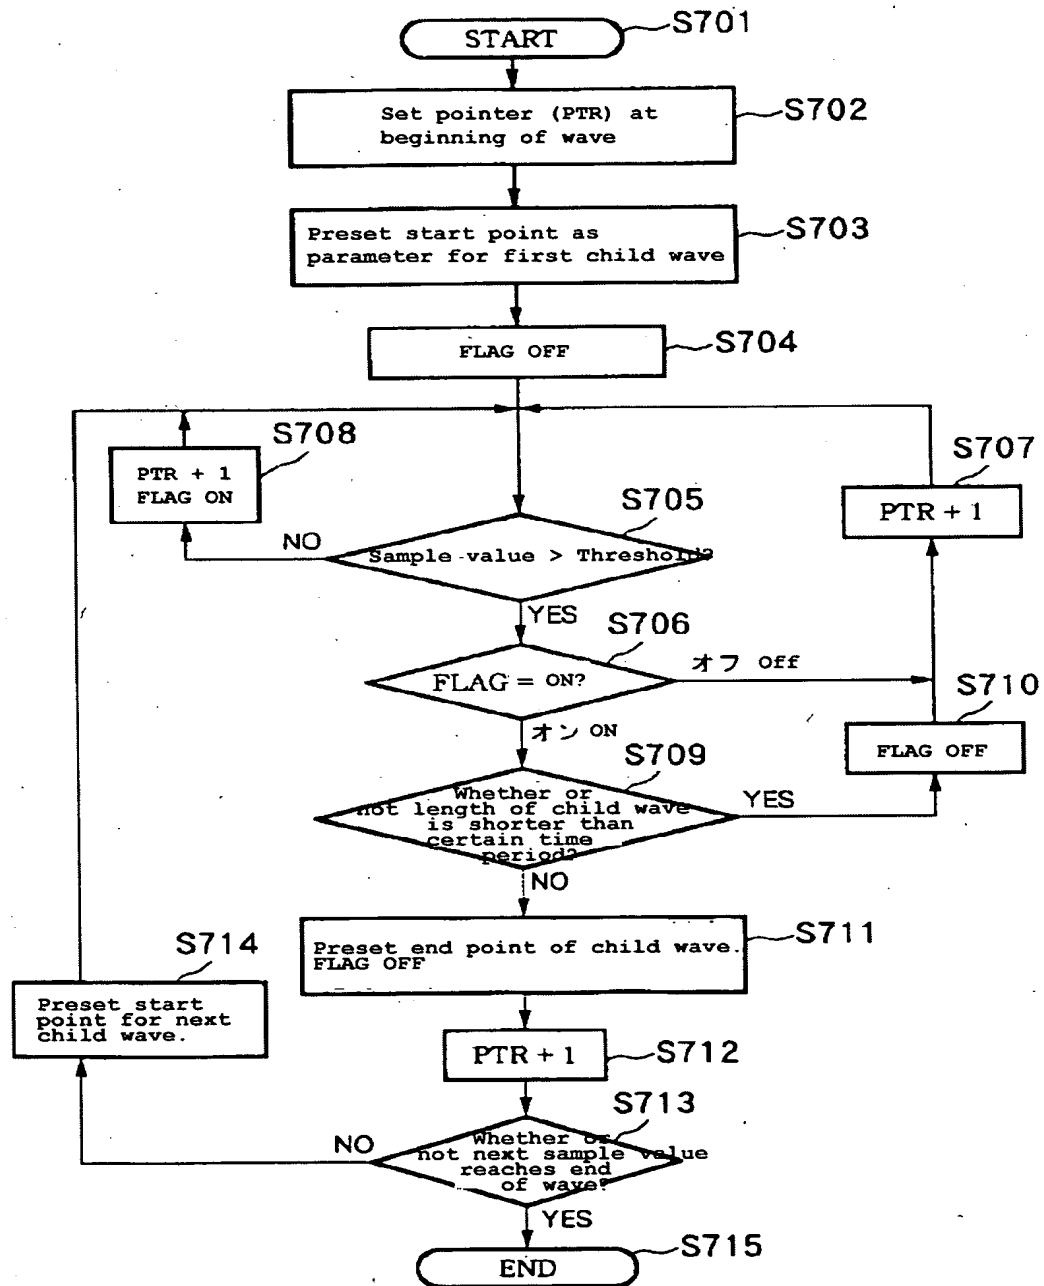 START
S701
Set pointer (PTR) at
beginning of wave
S702
Preset start point as
parameter for first child wave
S703
FLAG OFF
S704
PTR + 1
FLAG ON
S708
S707
PTR + 1
S705
Sample value > Threshold?
NO
YES
S706
FLAG = ON?
オフ Off
オン ON
S710
FLAG OFF
S709
Whether or
not length of child wave
is shorter than
certain time
period?
YES
NO
S711
Preset end point of child wave.
FLAG OFF
S714
Preset start
point for next
child wave.
PTR + 1
S712
S713
Whether or
not next sample value
reaches end
of wave?
NO
YES
END
S715